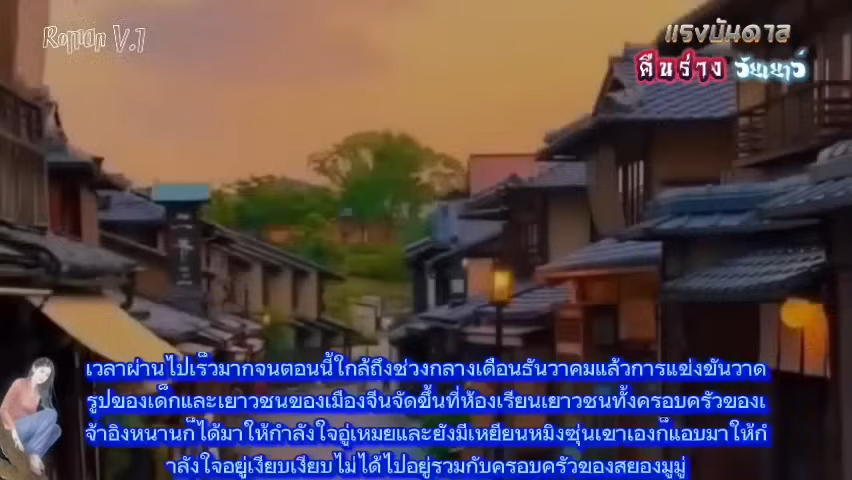 Roman V.1
แรงบันดาล
คืนร่าง วัยเยาว์
เวลาผ่านไปเร็วมากจนตอนนี้ใกล้ถึงช่วงกลางเดือนธันวาคมแล้วการแข่งขันวาด
รูปของเด็กและเยาวชนของเมืองจีนจัดขึ้นที่ห้องเรียนเยาวชนทั้งครอบครัวของเ
จ้าอิงหนานก็ได้มาให้กำลังใจอู่เหมยและยังมีเหยียนหมิงซุ่นเขาเองก็แอบมาให้กํ
าลังใจอยู่เงียบเงียบไม่ได้ไปอยู่รวมกับครอบครัวของสยองมูมู่